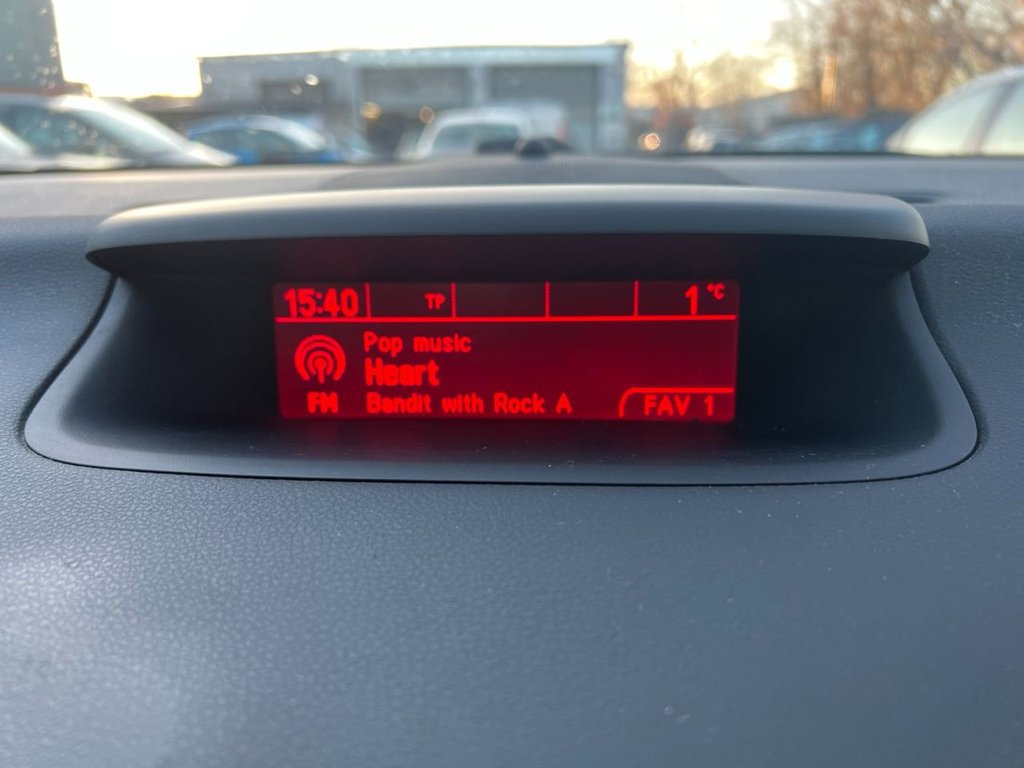 15:40 TP 1 °C
Pop music
Heart
FM Bandit with Rock A FAV 1